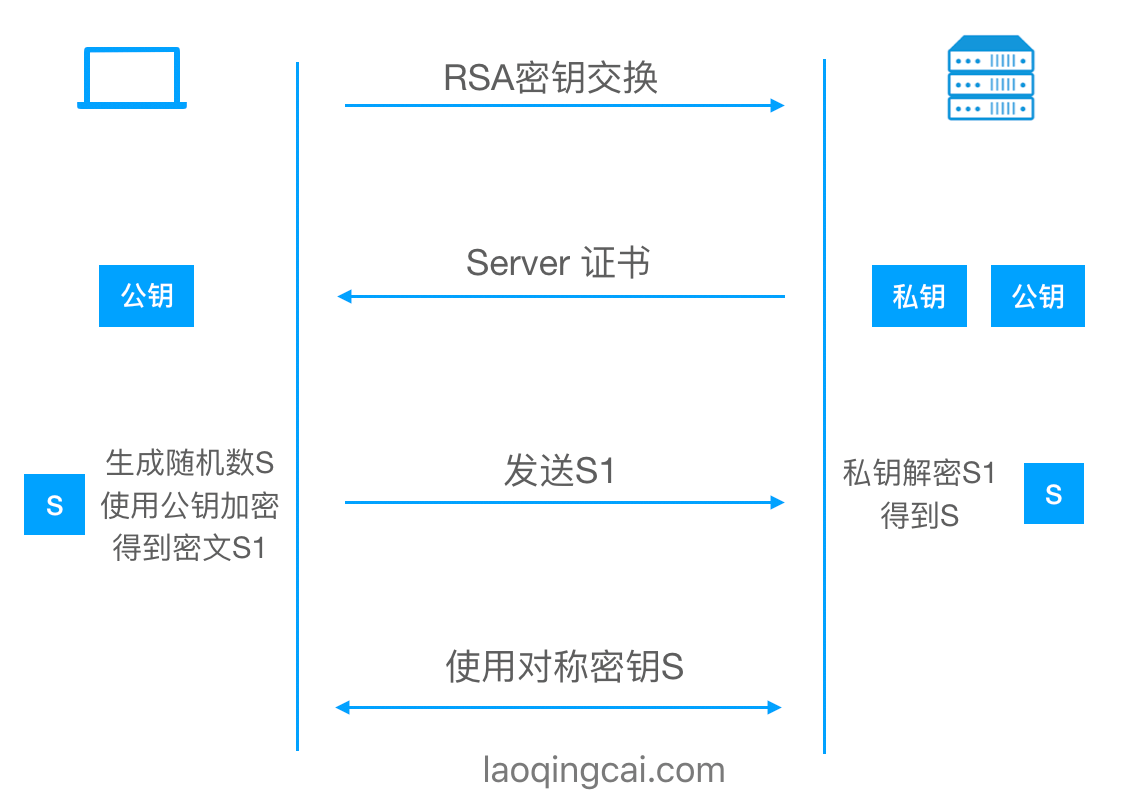 RSA密钥交换
Server 证书
公钥
私钥
公钥
生成随机数S
使用公钥加密
得到密文S1
S
发送S1
私钥解密S1
得到S
S
使用对称密钥S
laoqingcai.com